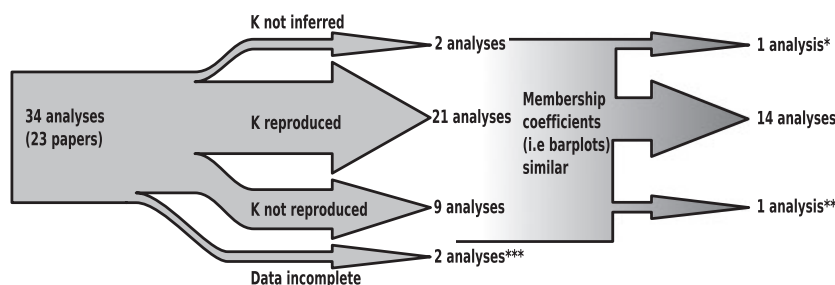 K not inferred
2 analyses
1 analysis*
34 analyses
(23 papers)
K reproduced
21 analyses
Membership
coefficients
(i.e barplots)
similar
14 analyses
K not reproduced
9 analyses
1 analysis**
2 analyses***
Data incomplete